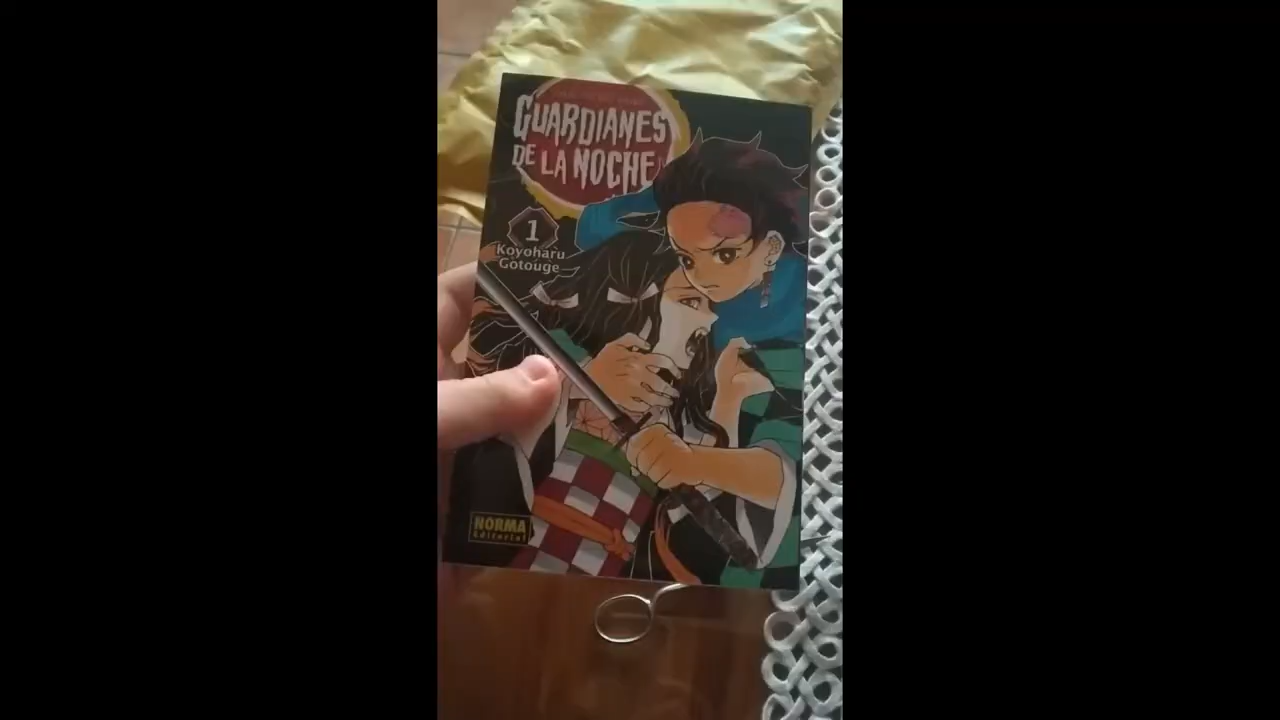 GUARDIANES
DE LA NOCHE
1
Koyoharu
Gotouge
NORMA
Editorial